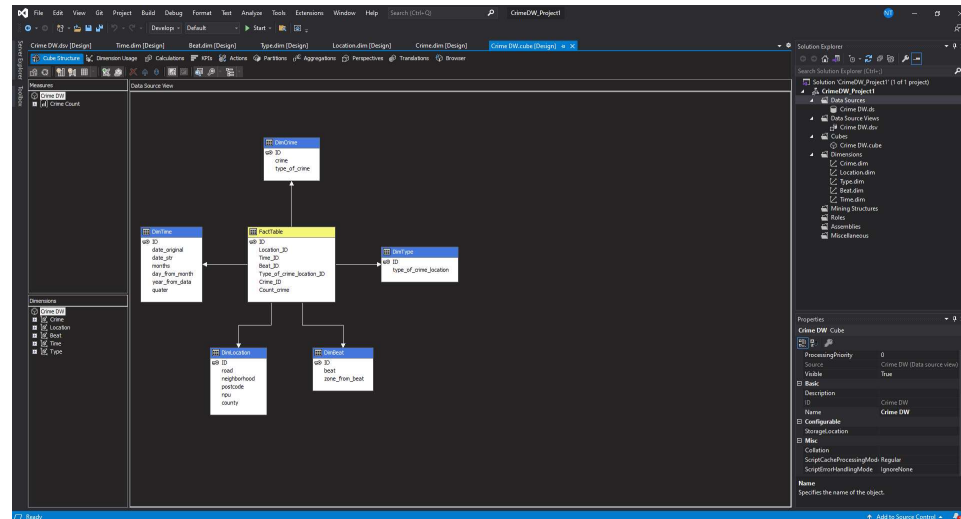 File Edit View Git Project Build Debug Format Test Analyze Tools Extensions Window Help Search (Ctrl+Q) CrimeDW_Project1 NT
Develop Default Start
Crime DW.dsv [Design] Time.dim [Design] Beat.dim [Design] Type.dim [Design] Location.dim [Design] Crime.dim [Design] Crime DW.cube [Design]
Cube Structure Dimension Usage Calculations KPIs Actions Partitions Aggregations Perspectives Translations Browser
Server Explorer
Toolbox
Measures
Crime DW
Crime Count
Dimensions
Crime DW
Crime
Location
Beat
Time
Type
Data Source View
DimCrime
ID
crime
type_of_crime
DimTime
ID
date_original
date_str
months
day_from_month
year_from_data
quater
FactTable
ID
Location_ID
Time_ID
Beat_ID
Type_of_crime_location_ID
Crime_ID
Count_crime
DimType
ID
type_of_crime_location
DimLocation
ID
road
neighborhood
postcode
npu
county
DimBeat
ID
beat
zone_from_beat
Solution Explorer
Search Solution Explorer (Ctrl+;)
Solution 'CrimeDW_Project1' (1 of 1 project)
CrimeDW_Project1
Data Sources
Crime DW.ds
Data Source Views
Crime DW.dsv
Cubes
Crime DW.cube
Dimensions
Crime.dim
Location.dim
Type.dim
Beat.dim
Time.dim
Mining Structures
Roles
Assemblies
Miscellaneous
Properties
Crime DW Cube
ProcessingPriority 0
Source Crime DW (Data source view)
Visible True
Basic
Description
ID Crime DW
Name Crime DW
Configurable
StorageLocation
Misc
Collation
ScriptCacheProcessingMod Regular
ScriptErrorHandlingMode IgnoreNone
Name
Specifies the name of the object.
Ready Add to Source Control